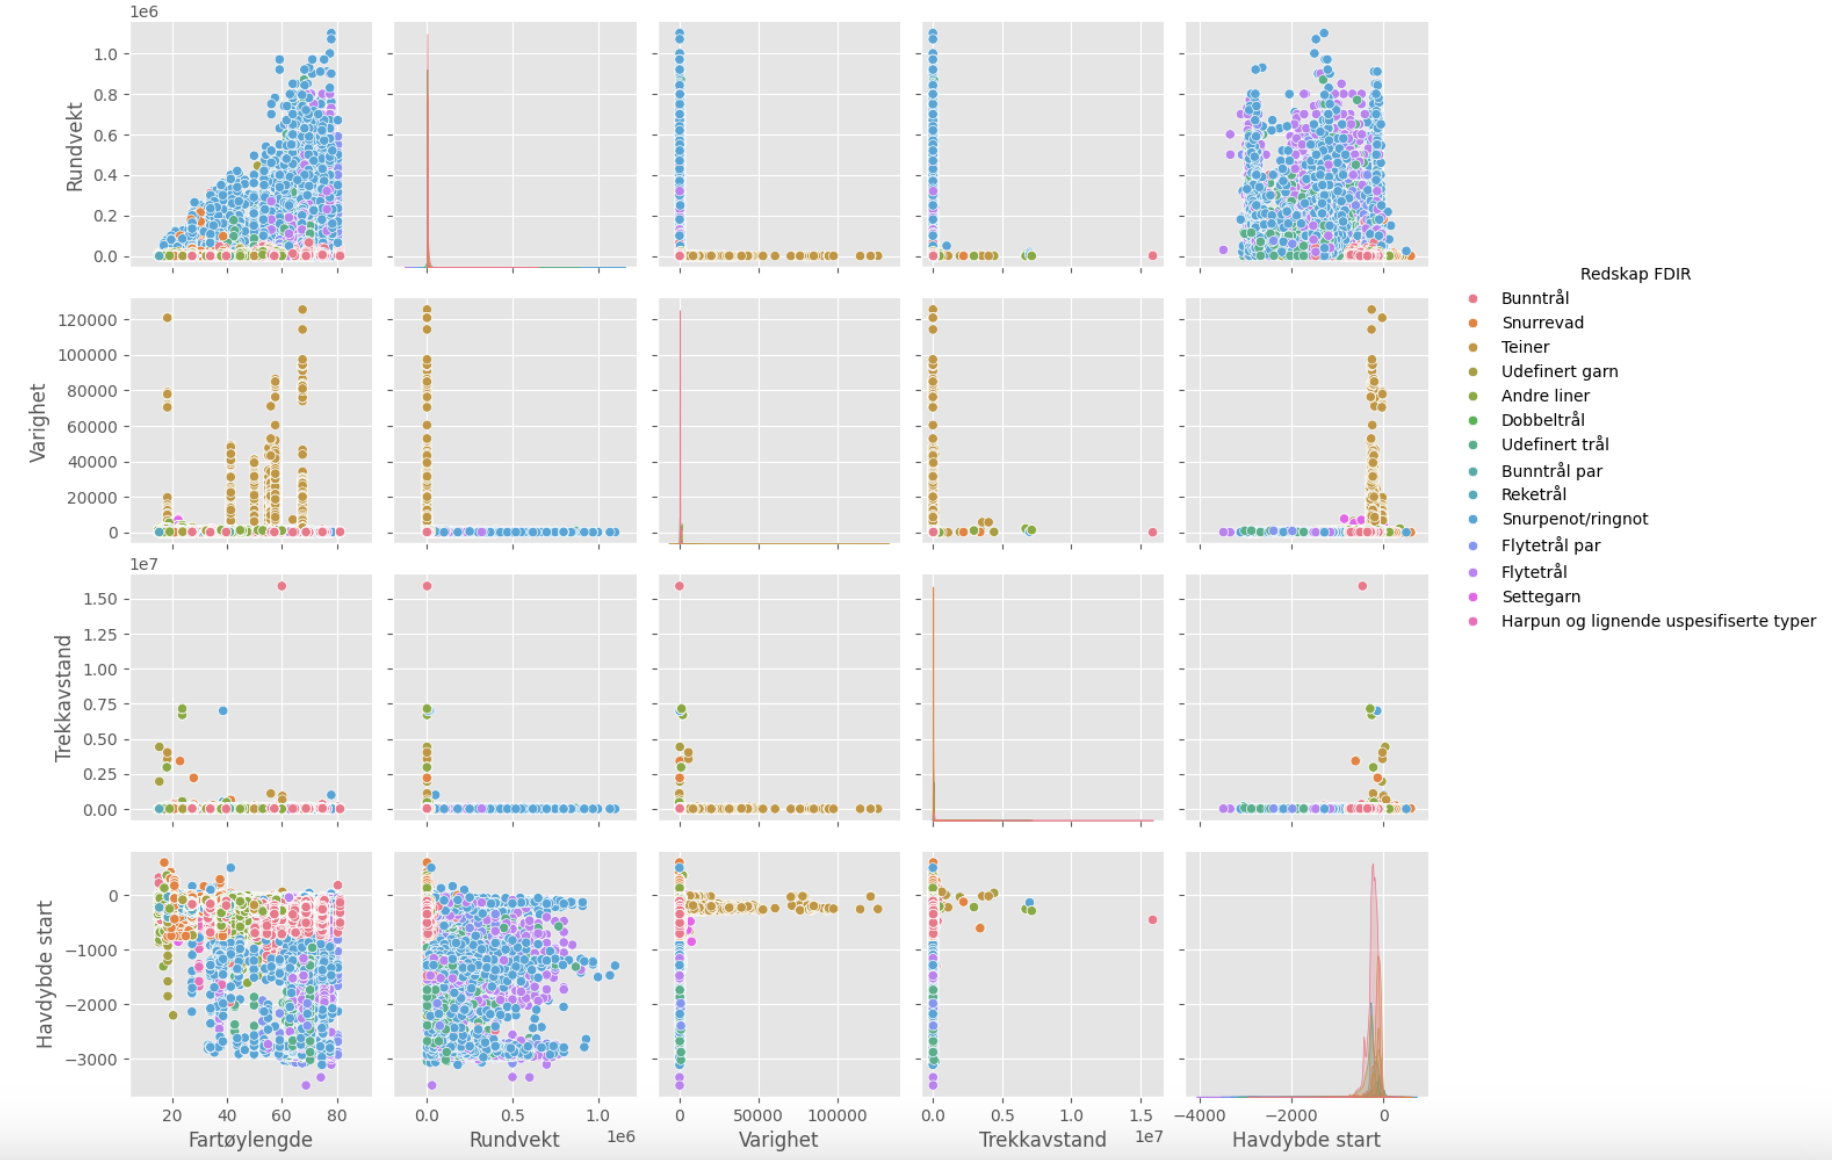 1e6
1.0
0.8
0.6
0.4
0.2
0.0
Rundvekt
120000
100000
80000
60000
40000
20000
0
Varighet
1e7
1.50
1.25
1.00
0.75
0.50
0.25
0.00
Trekkavstand
0
−1000
−2000
−3000
Havdybde start
20 40 60 80
Fartøylengde
0.0 0.5 1.0
1e6
Rundvekt
0 50000 100000
Varighet
0.0 0.5 1.0 1.5
1e7
Trekkavstand
−4000 −2000 0
Havdybde start
Redskap FDIR
Bunntrål
Snurrevad
Teiner
Udefinert garn
Andre liner
Dobbeltrål
Udefinert trål
Bunntrål par
Reketrål
Snurpenot/ringnot
Flytetrål par
Flytetrål
Settegarn
Harpun og lignende uspesifiserte typer